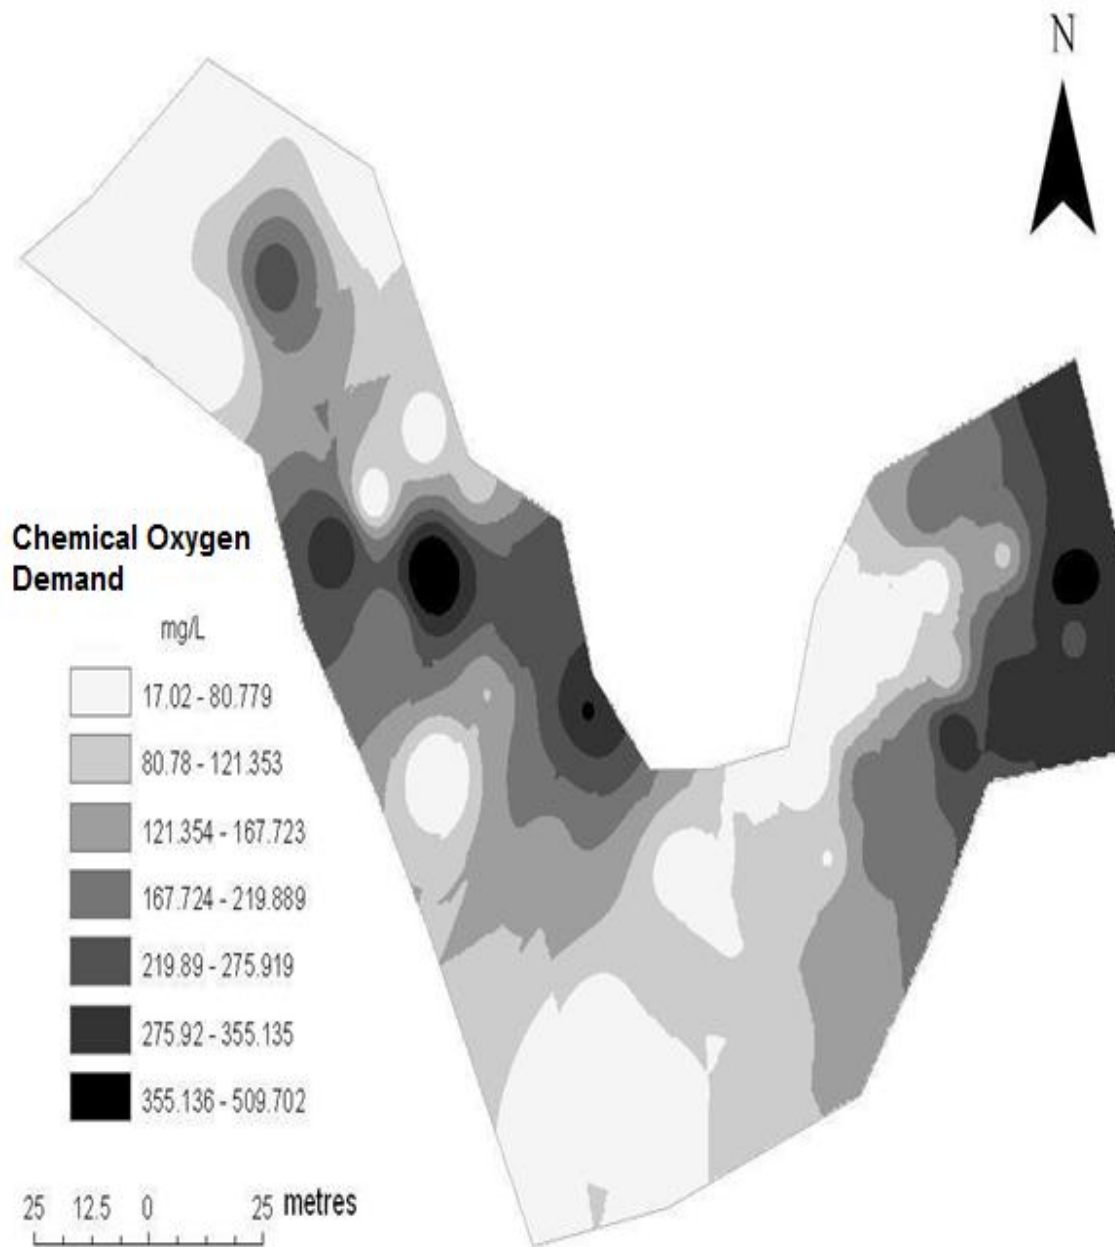 N
Chemical Oxygen
Demand
mg/L
17.02 - 80.779
80.78 - 121.353
121.354 - 167.723
167.724 - 219.889
219.89 - 275.919
275.92 - 355.135
355.136 - 509.702
25 12.5 0 25 metres